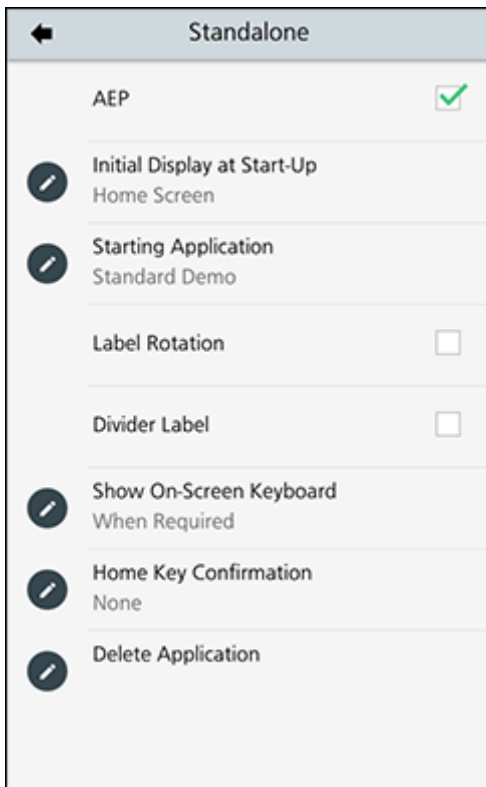 Standalone
AEP
Initial Display at Start-Up
Home Screen
Starting Application
Standard Demo
Label Rotation
Divider Label
Show On-Screen Keyboard
When Required
Home Key Confirmation
None
Delete Application